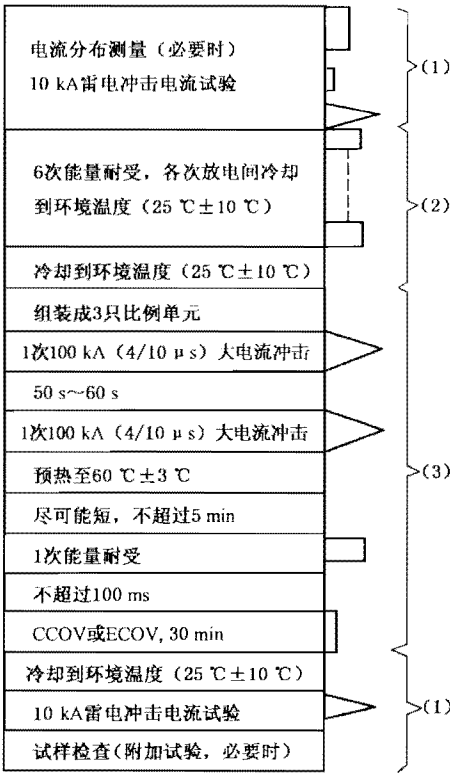 电流分布测量（必要时）
10 kA雷电冲击电流试验
(1)
6次能量耐受，各次放电间冷却
到环境温度（25 ℃±10 ℃）
(2)
冷却到环境温度（25 ℃±10 ℃）
组装成3只比例单元
1次100 kA（4/10 μs）大电流冲击
50 s～60 s
1次100 kA（4/10 μs）大电流冲击
预热至60 ℃±3 ℃
(3)
尽可能短，不超过5 min
1次能量耐受
不超过100 ms
CCOV或ECOV, 30 min
冷却到环境温度（25 ℃±10 ℃）
10 kA雷电冲击电流试验
(1)
试样检查(附加试验，必要时)